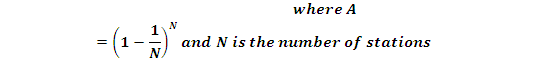 where A
= (1 − 1/N)^N and N is the number of stations